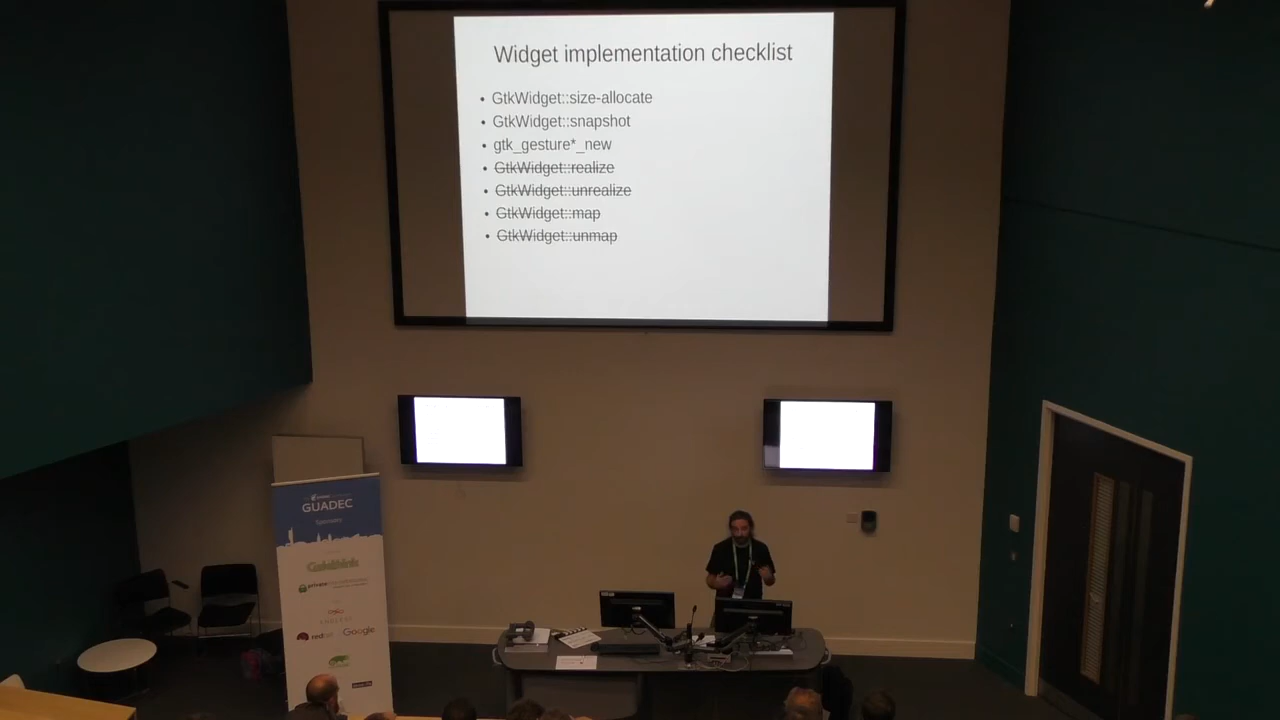 Widget implementation checklist
• GtkWidget::size-allocate
• GtkWidget::snapshot
• gtk_gesture*_new
• GtkWidget::realize
• GtkWidget::unrealize
• GtkWidget::map
• GtkWidget::unmap
GUADEC
Google